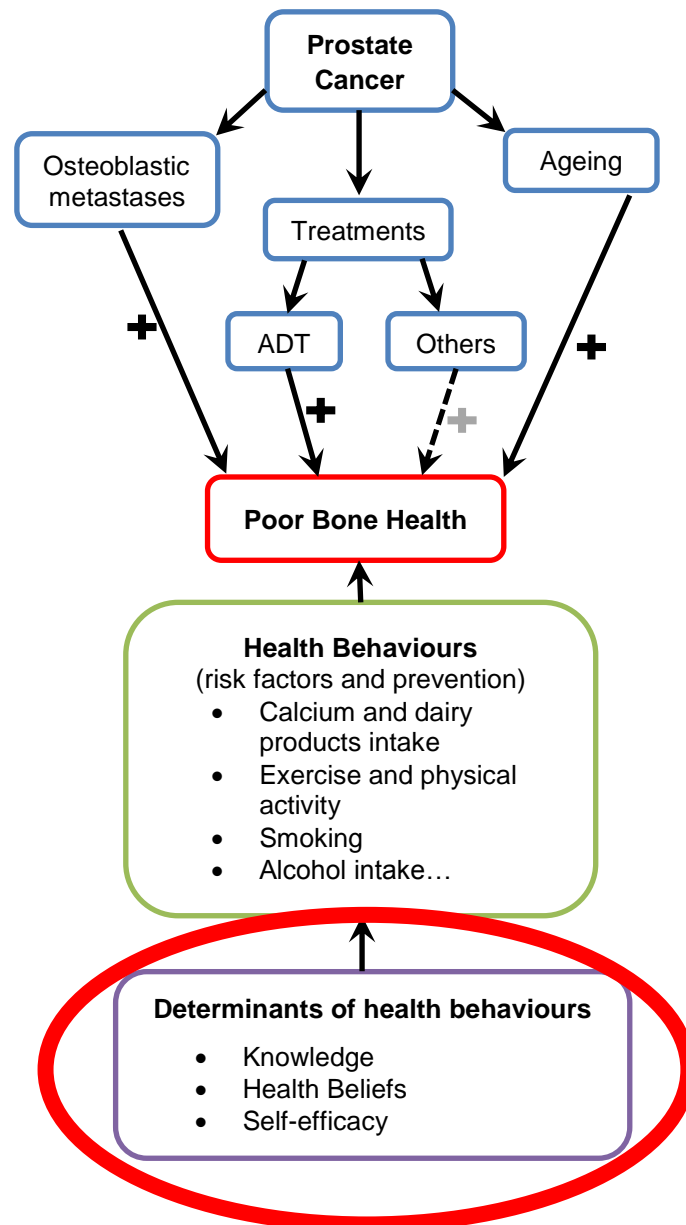 Prostate
Cancer
Osteoblastic
metastases
Ageing
Treatments
ADT
Others
Poor Bone Health
Health Behaviours
(risk factors and prevention)
• Calcium and dairy
products intake
• Exercise and physical
activity
• Smoking
• Alcohol intake…
Determinants of health behaviours
• Knowledge
• Health Beliefs
• Self-efficacy